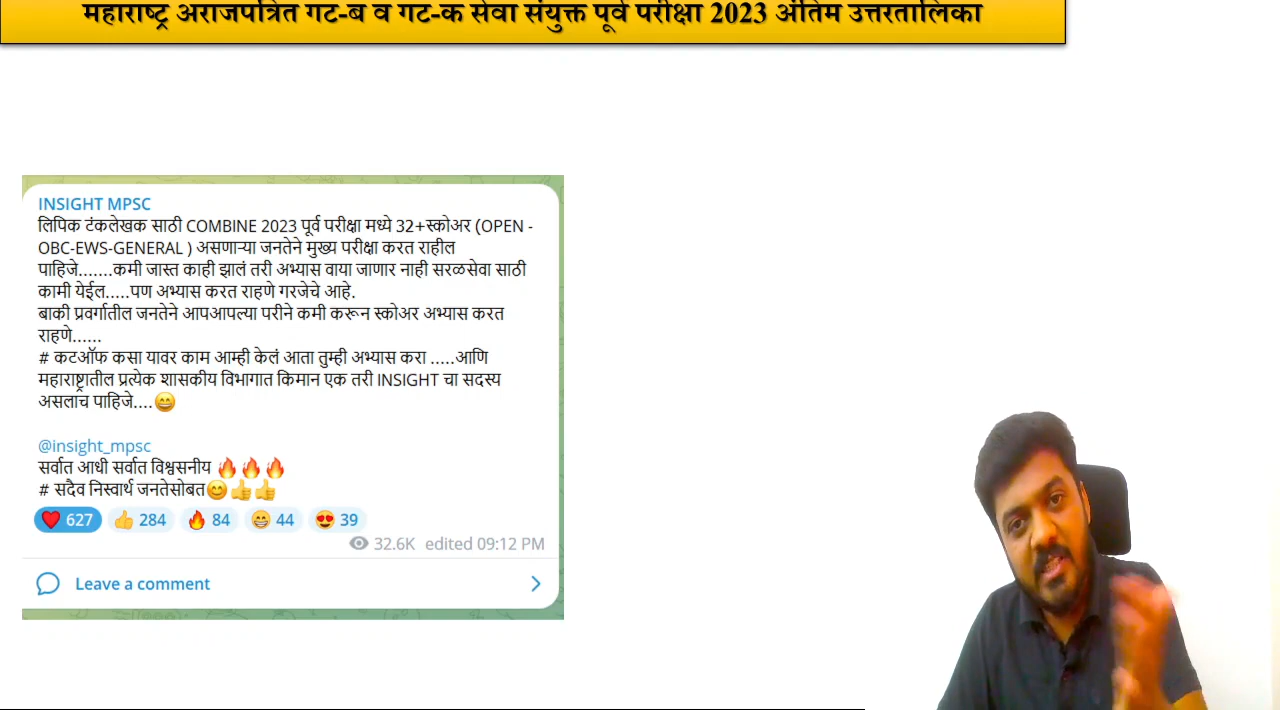 महाराष्ट्र अराजपत्रित गट-ब व गट-क सेवा संयुक्त पूर्व परीक्षा 2023 अंतिम उत्तरतालिका
INSIGHT MPSC
लिपिक टंकलेखक साठी COMBINE 2023 पूर्व परीक्षा मध्ये 32+स्कोअर (OPEN -
OBC-EWS-GENERAL ) असणाऱ्या जनतेने मुख्य परीक्षा करत राहील
पाहिजे.......कमी जास्त काही झालं तरी अभ्यास वाया जाणार नाही सरळसेवा साठी
कामी येईल.....पण अभ्यास करत राहणे गरजेचे आहे.
बाकी प्रवर्गातील जनतेने आपआपल्या परीने कमी करून स्कोअर अभ्यास करत
राहणे......
# कटऑफ कसा यावर काम आम्ही केलं आता तुम्ही अभ्यास करा .....आणि
महाराष्ट्रातील प्रत्येक शासकीय विभागात किमान एक तरी INSIGHT चा सदस्य
असलाच पाहिजे....😄
@insight_mpsc
सर्वात आधी सर्वात विश्वसनीय 🔥🔥🔥
# सदैव निस्वार्थ जनतेसोबत😊👍👍
❤️ 627 👍 284 🔥 84 😁 44 😍 39
32.6K edited 09:12 PM
Leave a comment